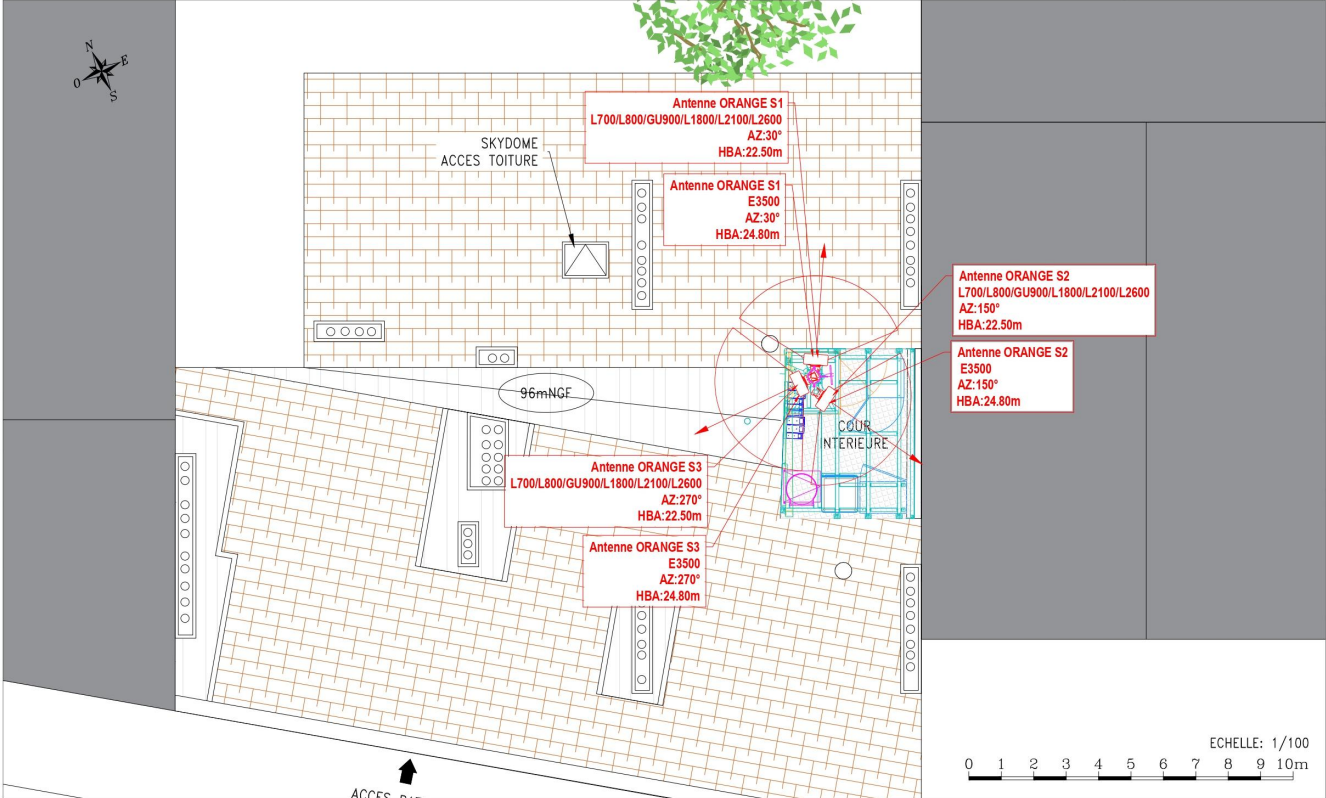 N
E
O
S
SKYDOME
ACCES TOITURE
Antenne ORANGE S1
L700/L800/GU900/L1800/L2100/L2600
AZ:30°
HBA:22.50m
Antenne ORANGE S1
E3500
AZ:30°
HBA:24.80m
Antenne ORANGE S2
L700/L800/GU900/L1800/L2100/L2600
AZ:150°
HBA:22.50m
Antenne ORANGE S2
E3500
AZ:150°
HBA:24.80m
96mNGF
COUR
NTERIEURE
Antenne ORANGE S3
L700/L800/GU900/L1800/L2100/L2600
AZ:270°
HBA:22.50m
Antenne ORANGE S3
E3500
AZ:270°
HBA:24.80m
ECHELLE: 1/100
0 1 2 3 4 5 6 7 8 9 10m
ACCES